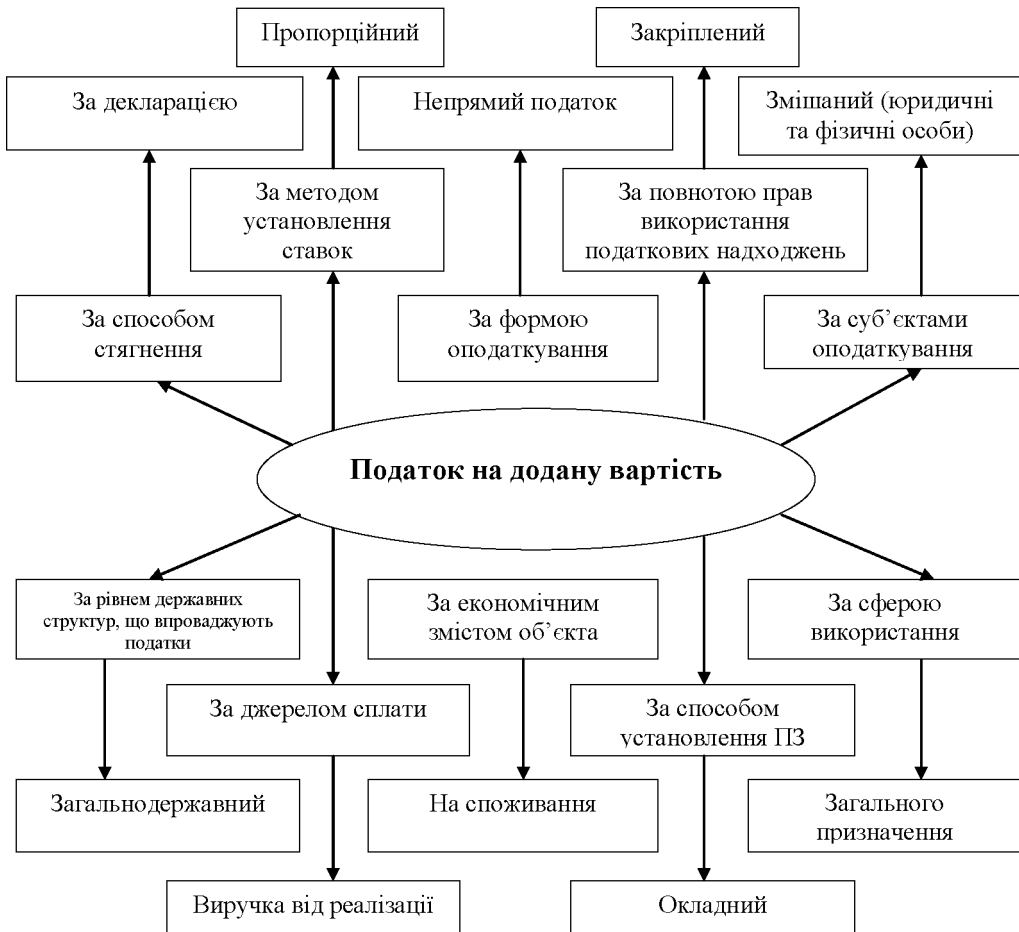 Пропорційний
Закріплений
За декларацією
Непрямий податок
Змішаний (юридичні
та фізичні особи)
За методом
установлення
ставок
За повнотою прав
використання
податкових надходжень
За способом
стягнення
За формою
оподаткування
За суб’єктами
оподаткування
Податок на додану вартість
За рівнем державних
структур, що впроваджують
податки
За економічним
змістом об’єкта
За сферою
використання
За джерелом сплати
За способом
установлення ПЗ
Загальнодержавний
На споживання
Загального
призначення
Виручка від реалізації
Окладний